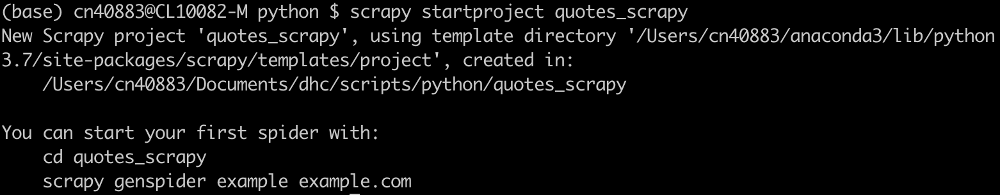 (base) cn40883@CL10082-M python $ scrapy startproject quotes_scrapy
New Scrapy project 'quotes_scrapy', using template directory '/Users/cn40883/anaconda3/lib/python
3.7/site-packages/scrapy/templates/project', created in:
    /Users/cn40883/Documents/dhc/scripts/python/quotes_scrapy

You can start your first spider with:
    cd quotes_scrapy
    scrapy genspider example example.com